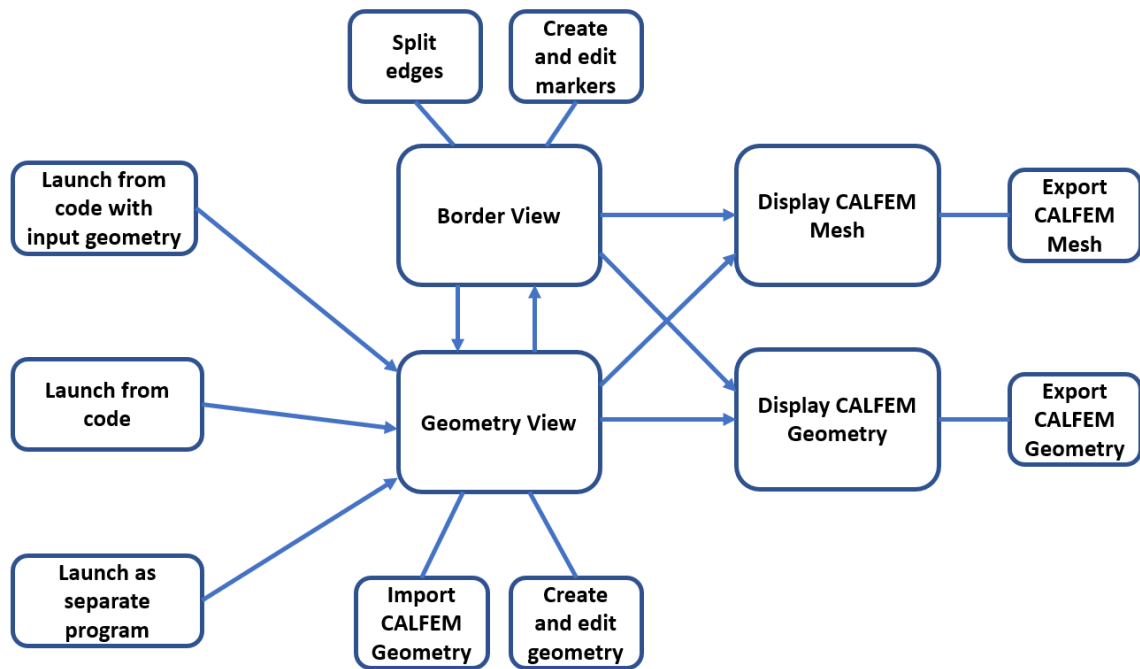 Split
edges
Create
and edit
markers
Launch from
code with
input geometry
Border View
Display CALFEM
Mesh
Export
CALFEM
Mesh
Launch from
code
Geometry View
Display CALFEM
Geometry
Export
CALFEM
Geometry
Launch as
separate
program
Import
CALFEM
Geometry
Create
and edit
geometry